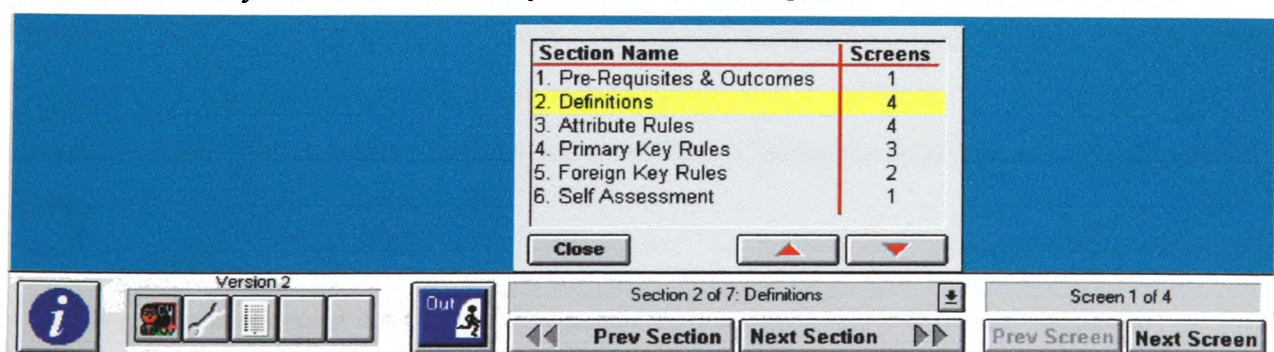 Section Name Screens
1. Pre-Requisites & Outcomes 1
2. Definitions 4
3. Attribute Rules 4
4. Primary Key Rules 3
5. Foreign Key Rules 2
6. Self Assessment 1
Close
Version 2
Out
Section 2 of 7: Definitions
Screen 1 of 4
Prev Section
Next Section
Prev Screen
Next Screen